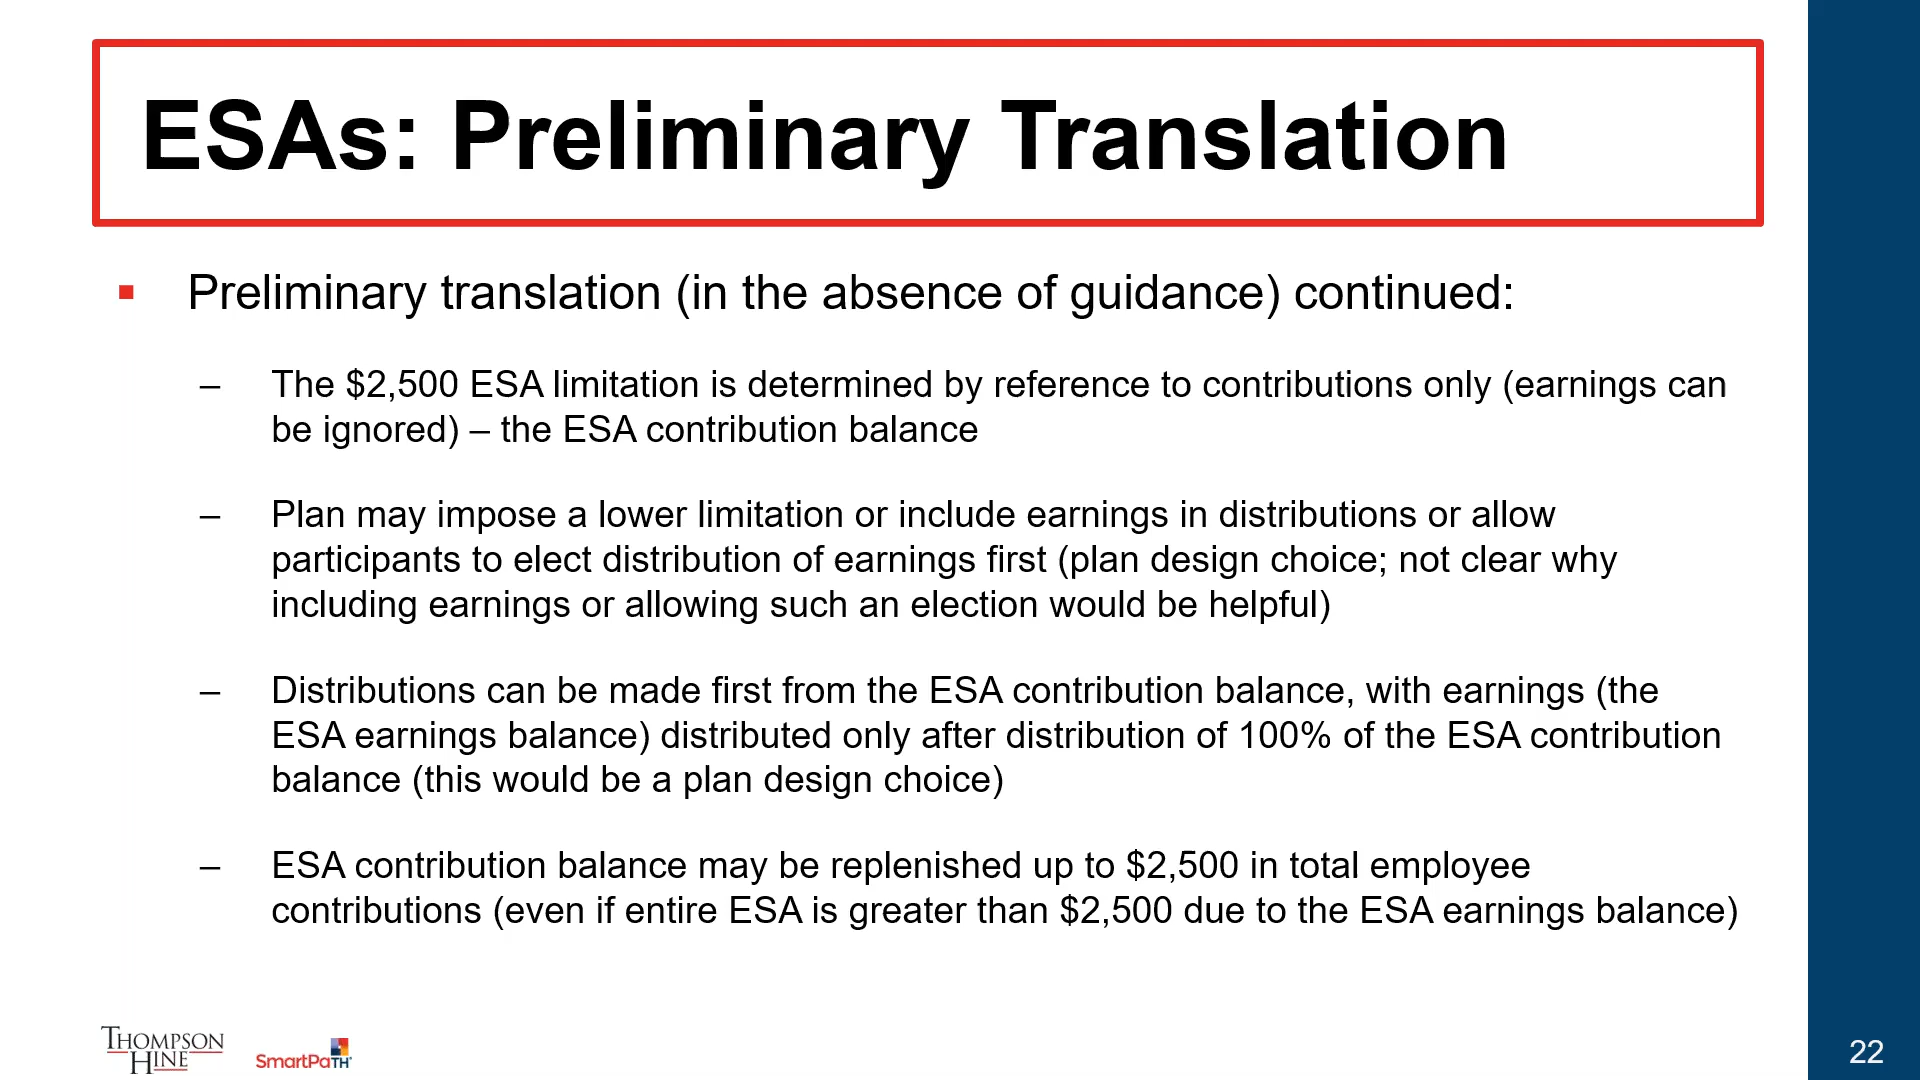 ESAs: Preliminary Translation
▪ Preliminary translation (in the absence of guidance) continued:
– The $2,500 ESA limitation is determined by reference to contributions only (earnings can
be ignored) – the ESA contribution balance
– Plan may impose a lower limitation or include earnings in distributions or allow
participants to elect distribution of earnings first (plan design choice; not clear why
including earnings or allowing such an election would be helpful)
– Distributions can be made first from the ESA contribution balance, with earnings (the
ESA earnings balance) distributed only after distribution of 100% of the ESA contribution
balance (this would be a plan design choice)
– ESA contribution balance may be replenished up to $2,500 in total employee
contributions (even if entire ESA is greater than $2,500 due to the ESA earnings balance)
THOMPSON
HINE
SmartPaTH
22